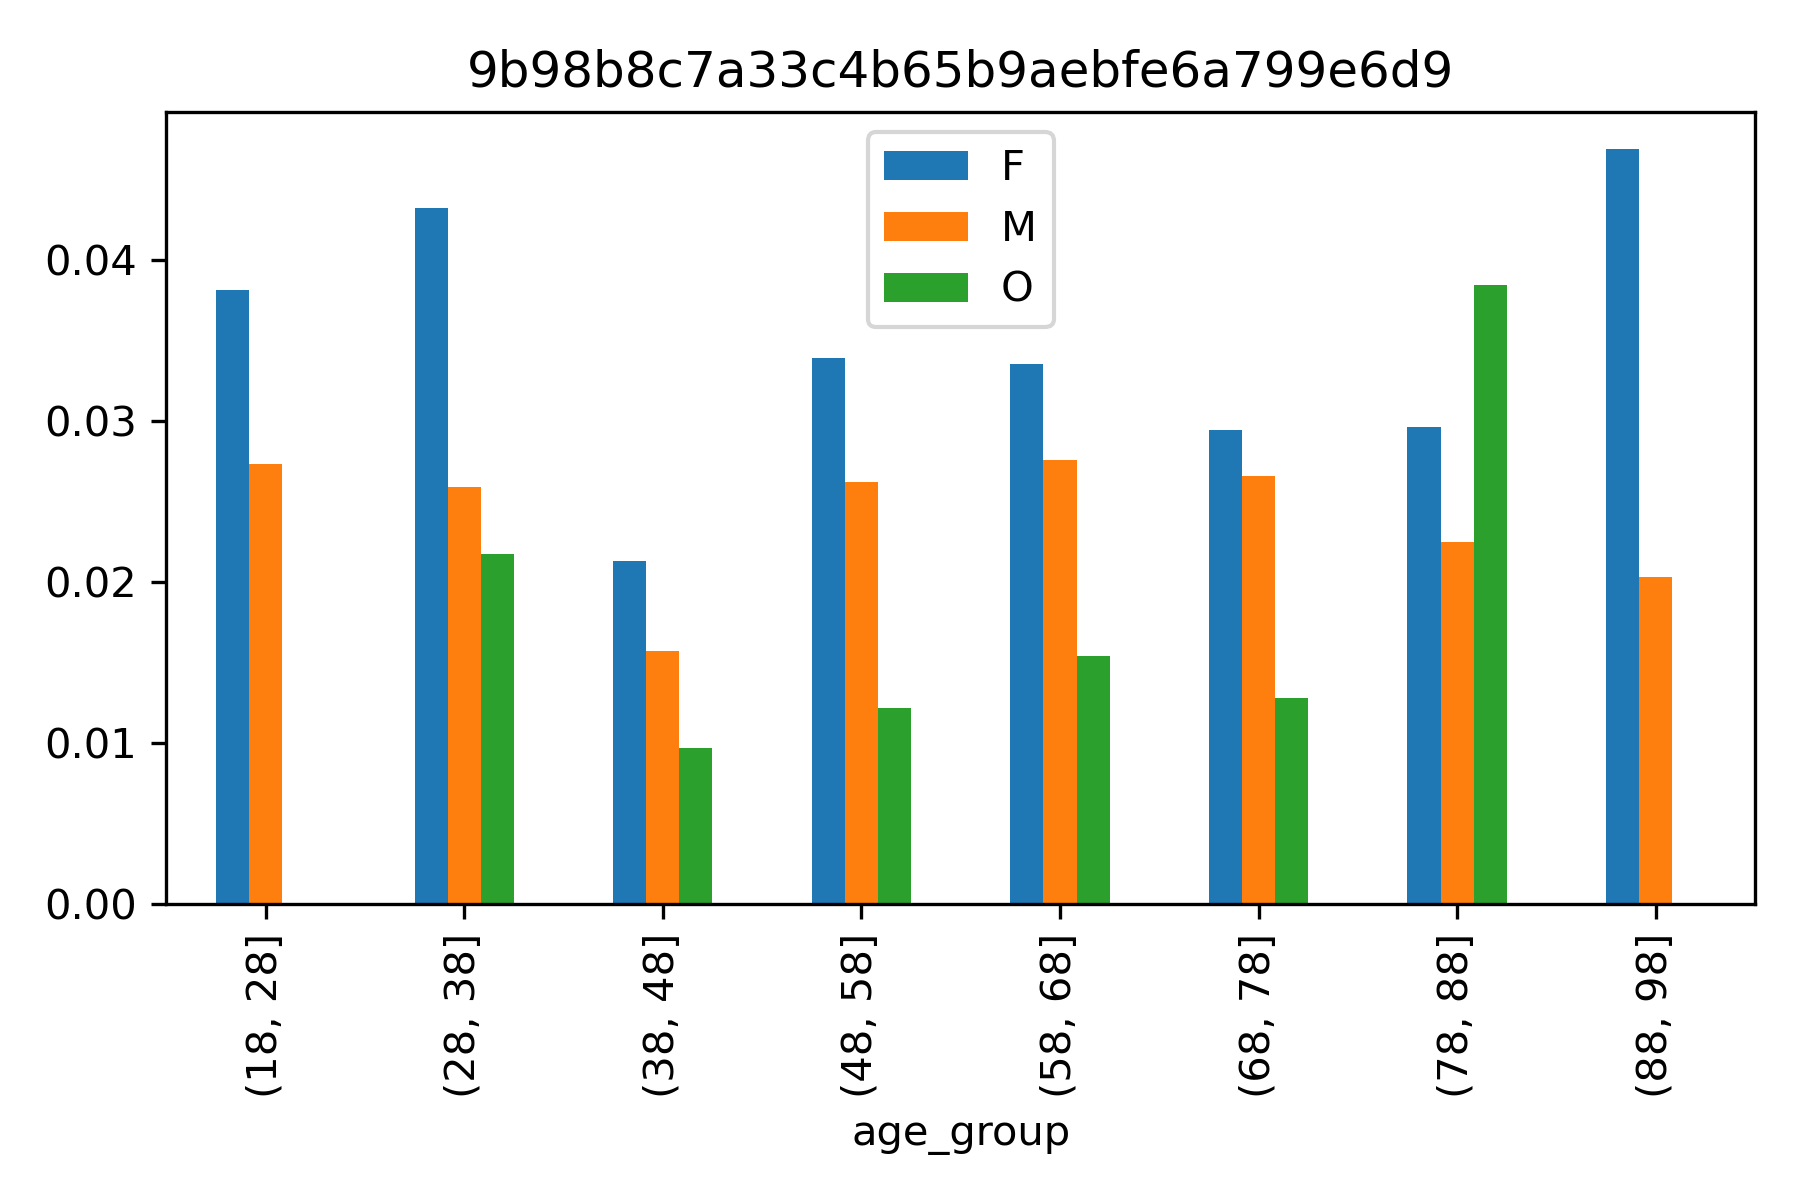 9b98b8c7a33c4b65b9aebfe6a799e6d9
F
M
O
0.04
0.03
0.02
0.01
0.00
(18, 28]
(28, 38]
(38, 48]
(48, 58]
(58, 68]
(68, 78]
(78, 88]
(88, 98]
age_group